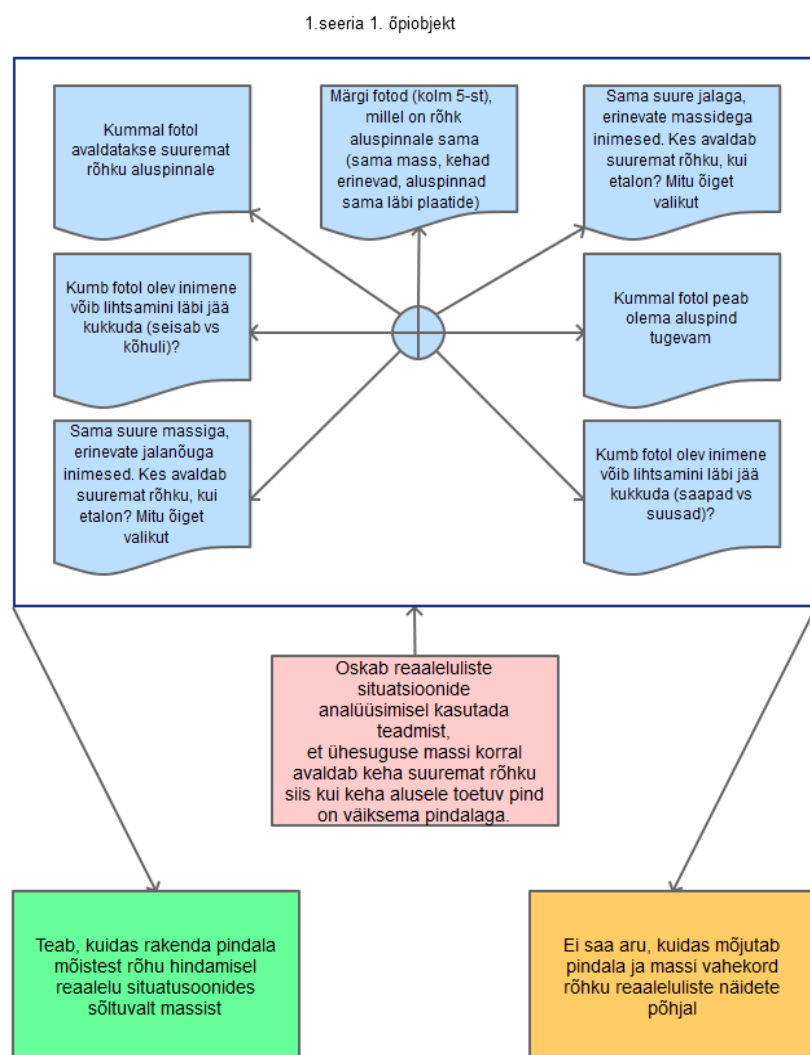 1.seeria 1. õpiobjekt
Kummal fotol
avaldatakse suuremat
rõhku aluspinnale
Märgi fotod (kolm 5-st),
millel on rõhk
aluspinnale sama
(sama mass, kehad
erinevad, aluspinnad
sama läbi plaatide)
Sama suure jalaga,
erinevate massidega
inimesed. Kes avaldab
suuremat rõhku, kui
etalon? Mitu õiget
valikut
Kumb fotol olev inimene
võib lihtsamini läbi jää
kukkuda (seisab vs
kõhuli)?
Kummal fotol peab
olema aluspind
tugevam
Sama suure massiga,
erinevate jalanõuga
inimesed. Kes avaldab
suuremat rõhku, kui
etalon? Mitu õiget
valikut
Kumb fotol olev inimene
võib lihtsamini läbi jää
kukkuda (saapad vs
suusad)?
Oskab reaaleluliste
situatsioonide
analüüsimisel kasutada
teadmist,
et ühesuguse massi korral
avaldab keha suuremat rõhku
siis kui keha alusele toetuv pind
on väiksema pindalaga.
Teab, kuidas rakenda pindala
mõistest rõhu hindamisel
reaalelu situatusoonides
sõltuvalt massist
Ei saa aru, kuidas mõjutab
pindala ja massi vahekord
rõhku reaaleluliste näidete
põhjal